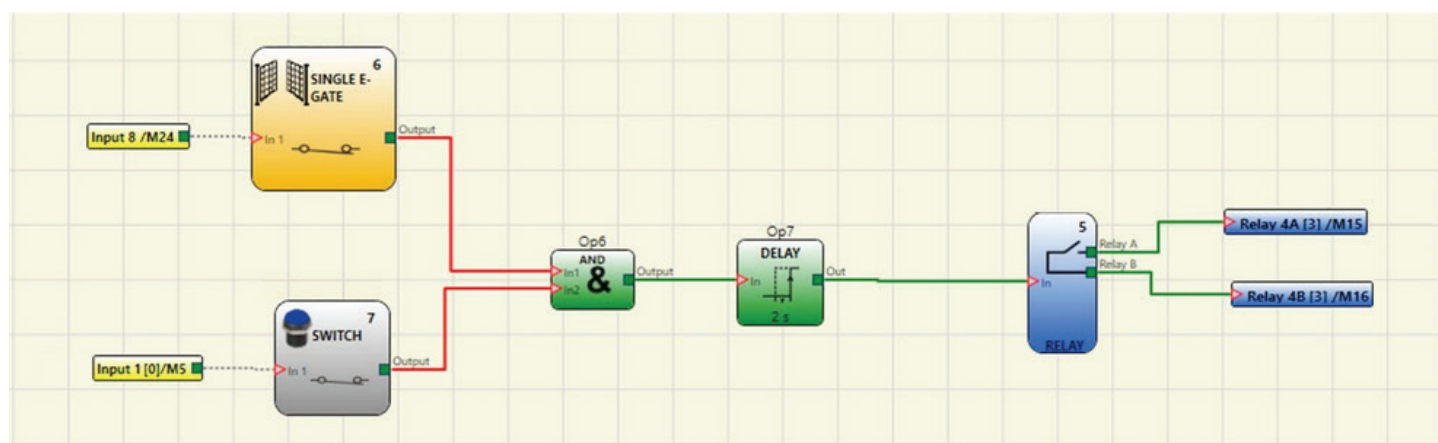 6
SINGLE E-
GATE
Input 8 /M24
In 1
Output
7
SWITCH
Input 1 [0]/M5
In 1
Output
Op6
AND
&
In1
In2
Output
Op7
DELAY
In
Out
2 s
5
Relay A
Relay B
In
RELAY
Relay 4A [3] /M15
Relay 4B [3] /M16